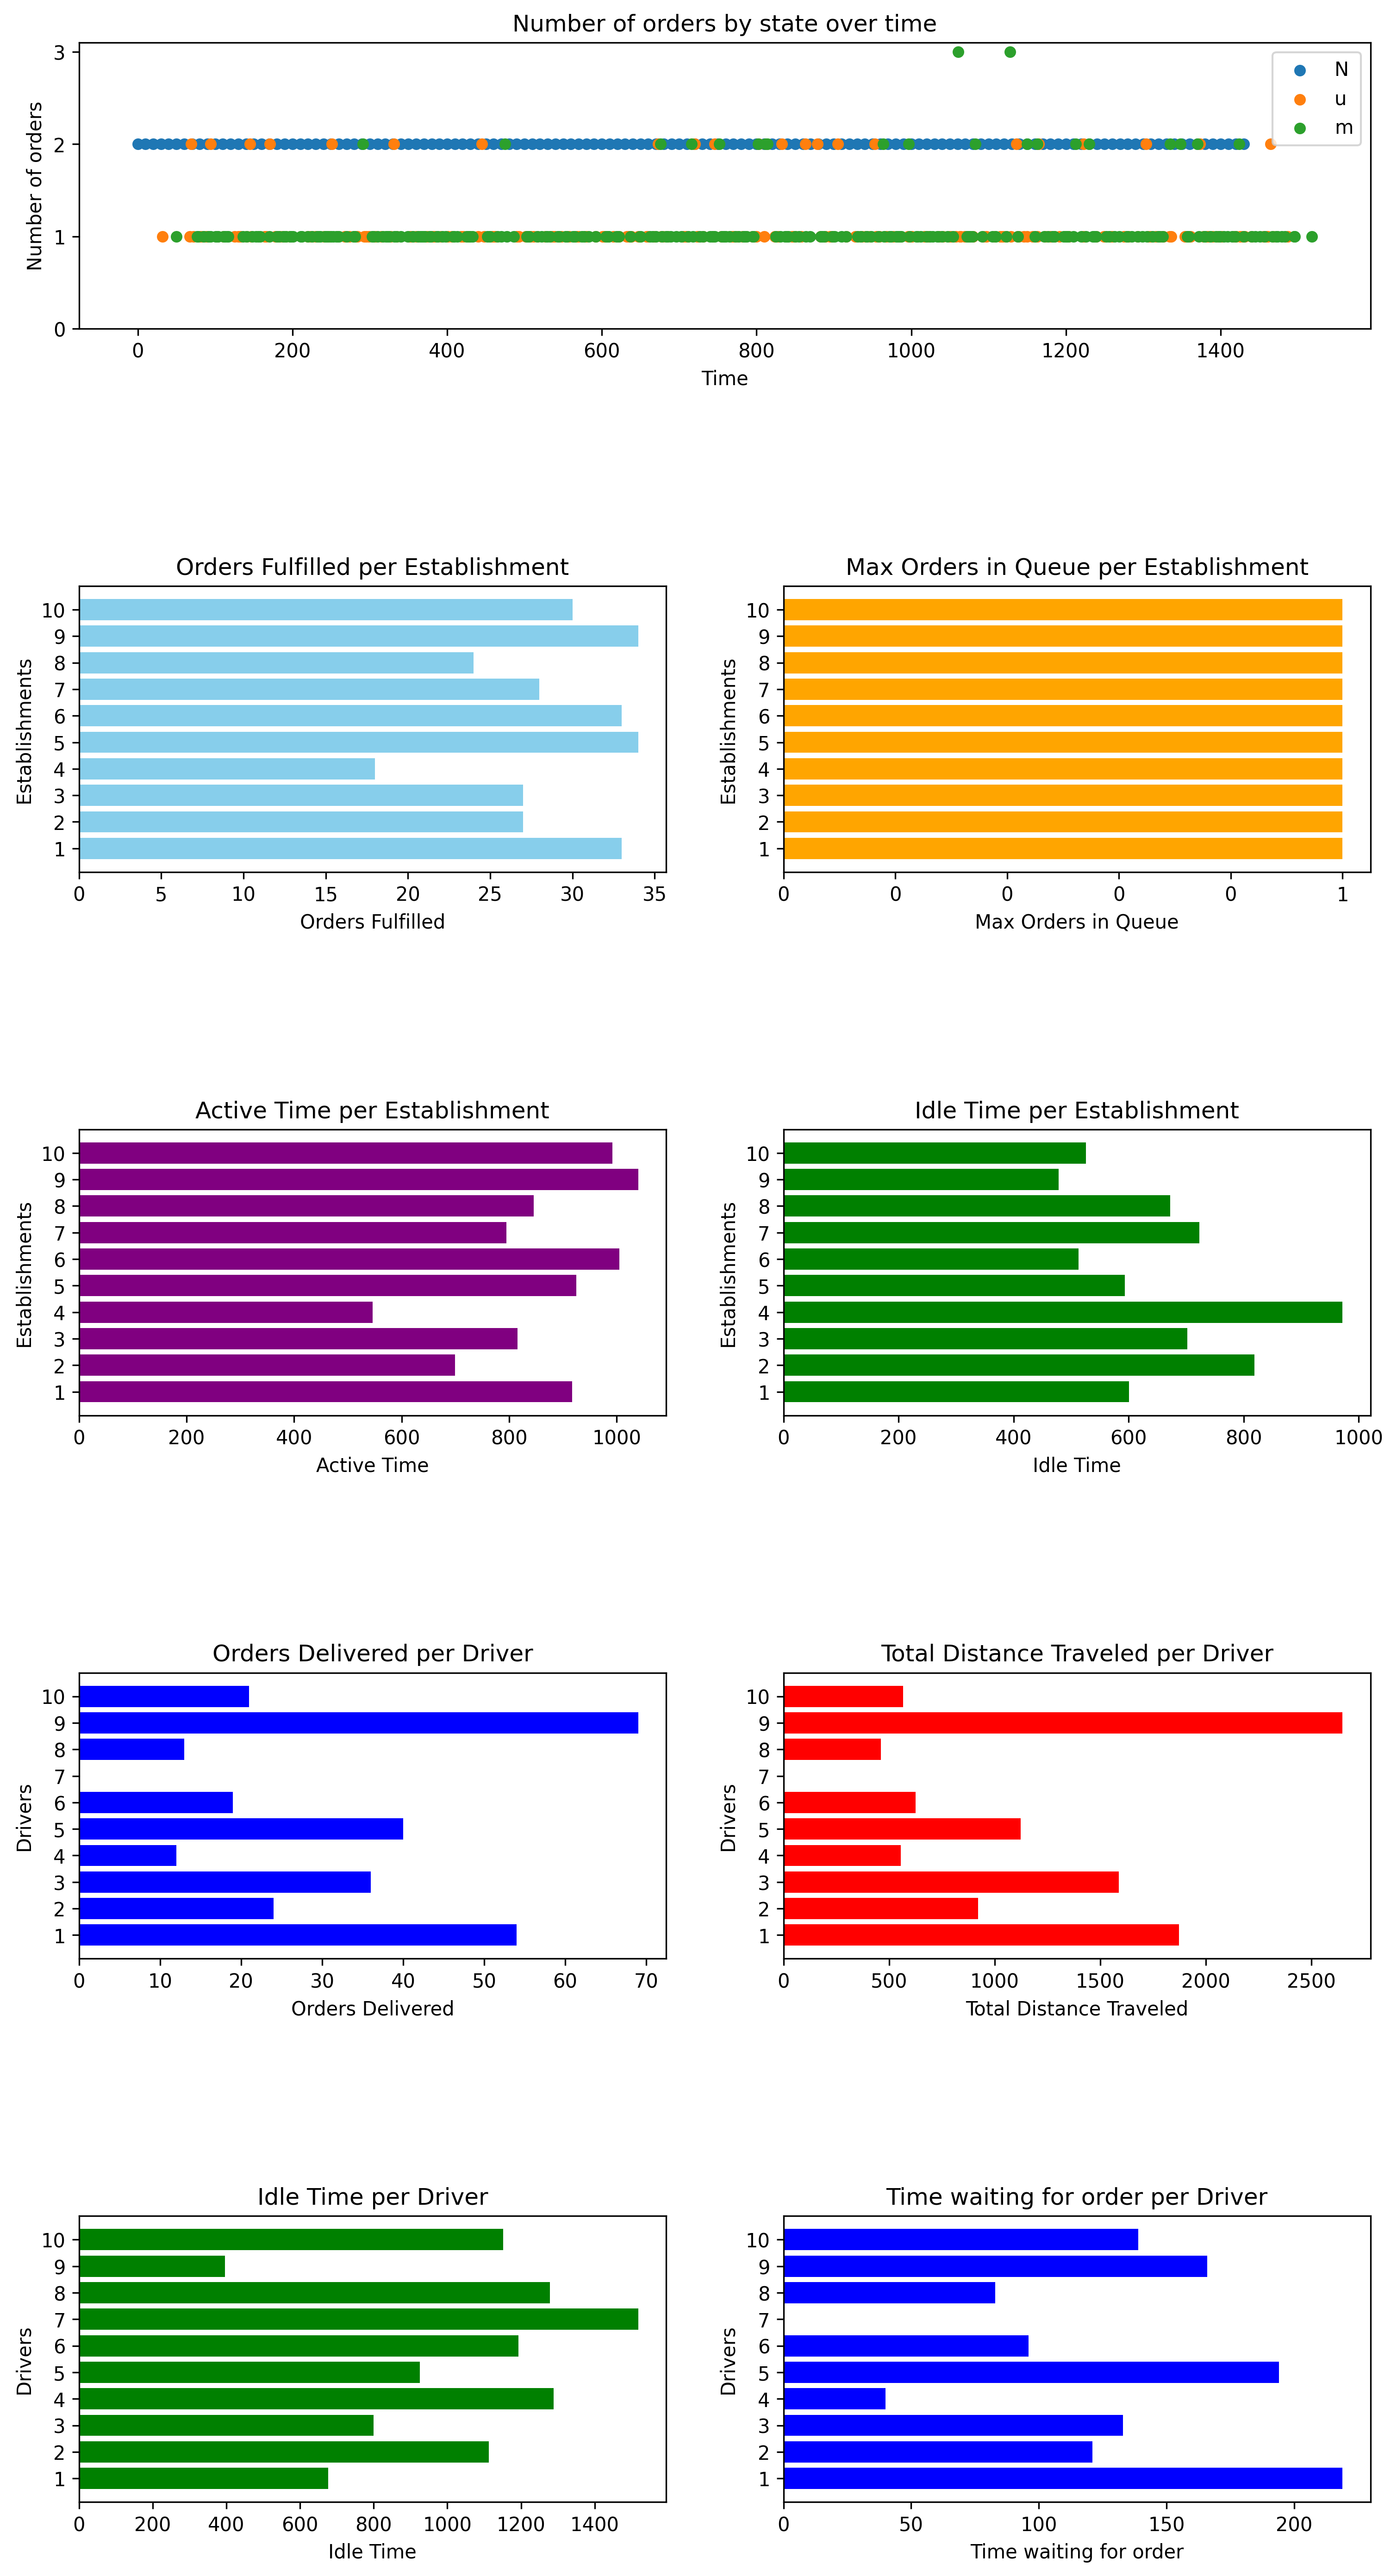 Number of orders by state over time
Number of orders
3
2
1
0
N
u
m
0 200 400 600 800 1000 1200 1400
Time
Orders Fulfilled per Establishment
Establishments
10
9
8
7
6
5
4
3
2
1
0 5 10 15 20 25 30 35
Orders Fulfilled
Max Orders in Queue per Establishment
Establishments
10
9
8
7
6
5
4
3
2
1
0 0 0 0 0 1
Max Orders in Queue
Active Time per Establishment
Establishments
10
9
8
7
6
5
4
3
2
1
0 200 400 600 800 1000
Active Time
Idle Time per Establishment
Establishments
10
9
8
7
6
5
4
3
2
1
0 200 400 600 800 1000
Idle Time
Orders Delivered per Driver
Drivers
10
9
8
7
6
5
4
3
2
1
0 10 20 30 40 50 60 70
Orders Delivered
Total Distance Traveled per Driver
Drivers
10
9
8
7
6
5
4
3
2
1
0 500 1000 1500 2000 2500
Total Distance Traveled
Idle Time per Driver
Drivers
10
9
8
7
6
5
4
3
2
1
0 200 400 600 800 1000 1200 1400
Idle Time
Time waiting for order per Driver
Drivers
10
9
8
7
6
5
4
3
2
1
0 50 100 150 200
Time waiting for order